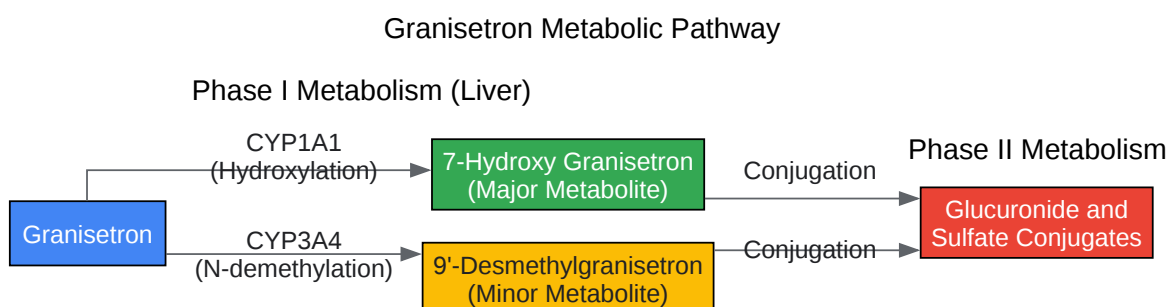 Granisetron Metabolic Pathway
Phase I Metabolism (Liver)
CYP1A1
(Hydroxylation)
7-Hydroxy Granisetron
(Major Metabolite)
Conjugation
Phase II Metabolism
Granisetron
CYP3A4
(N-demethylation)
9'-Desmethylgranisetron
(Minor Metabolite)
Conjugation
Glucuronide and
Sulfate Conjugates